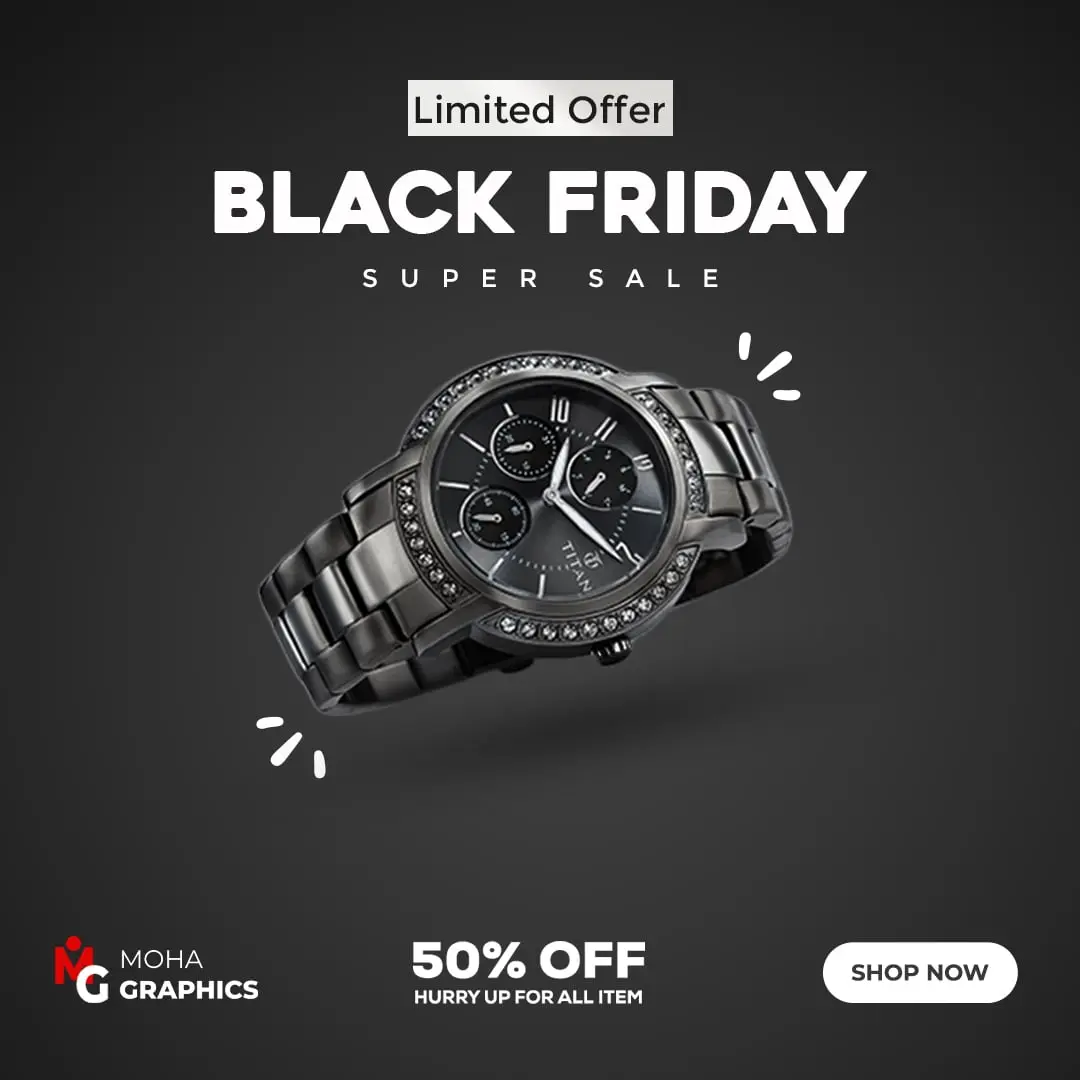 Limited Offer
BLACK FRIDAY
SUPER SALE
10
TITAN
MG
MOHA
GRAPHICS
50% OFF
HURRY UP FOR ALL ITEM
SHOP NOW